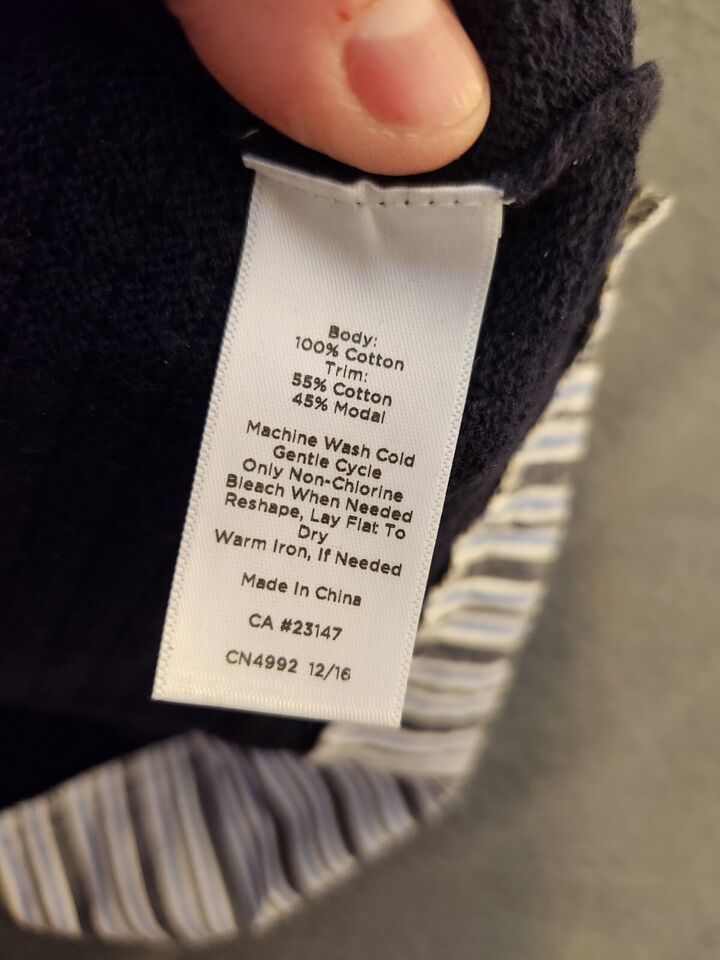 Body:
100% Cotton
Trim:
55% Cotton
45% Modal
Machine Wash Cold
Gentle Cycle
Only Non-Chlorine
Bleach When Needed
Reshape, Lay Flat To
Dry
Warm Iron, If Needed
Made In China
CA #23147
CN4992 12/16